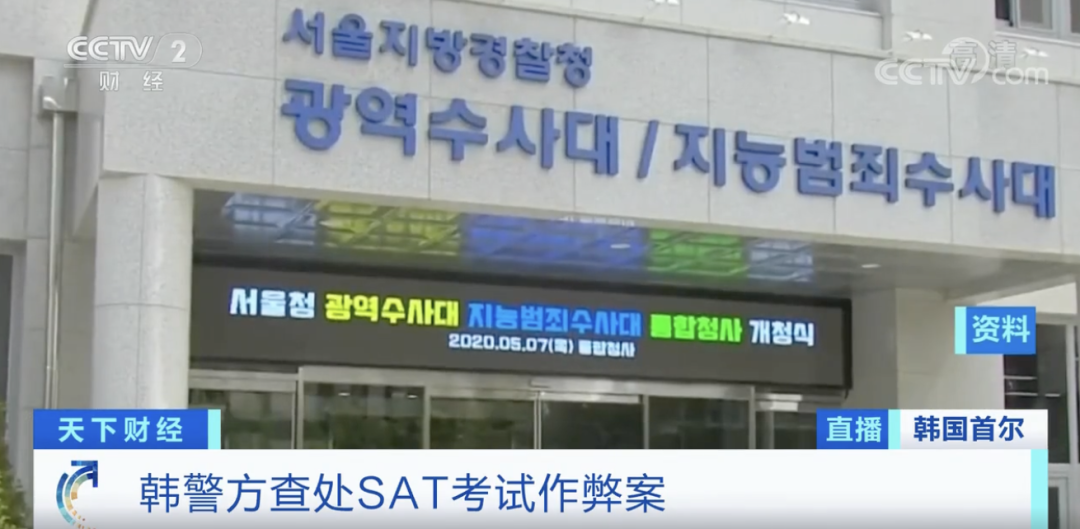 CCTV 2
财经
高清
CCTV.com
서울지방경찰청
광역수사대 / 지능범죄수사대
서울청 광역수사대 지능범죄수사대 통합청사 개청식
2020.05.07(목) 통합청사
资料
天下财经
直播
韩国首尔
韩警方查处SAT考试作弊案